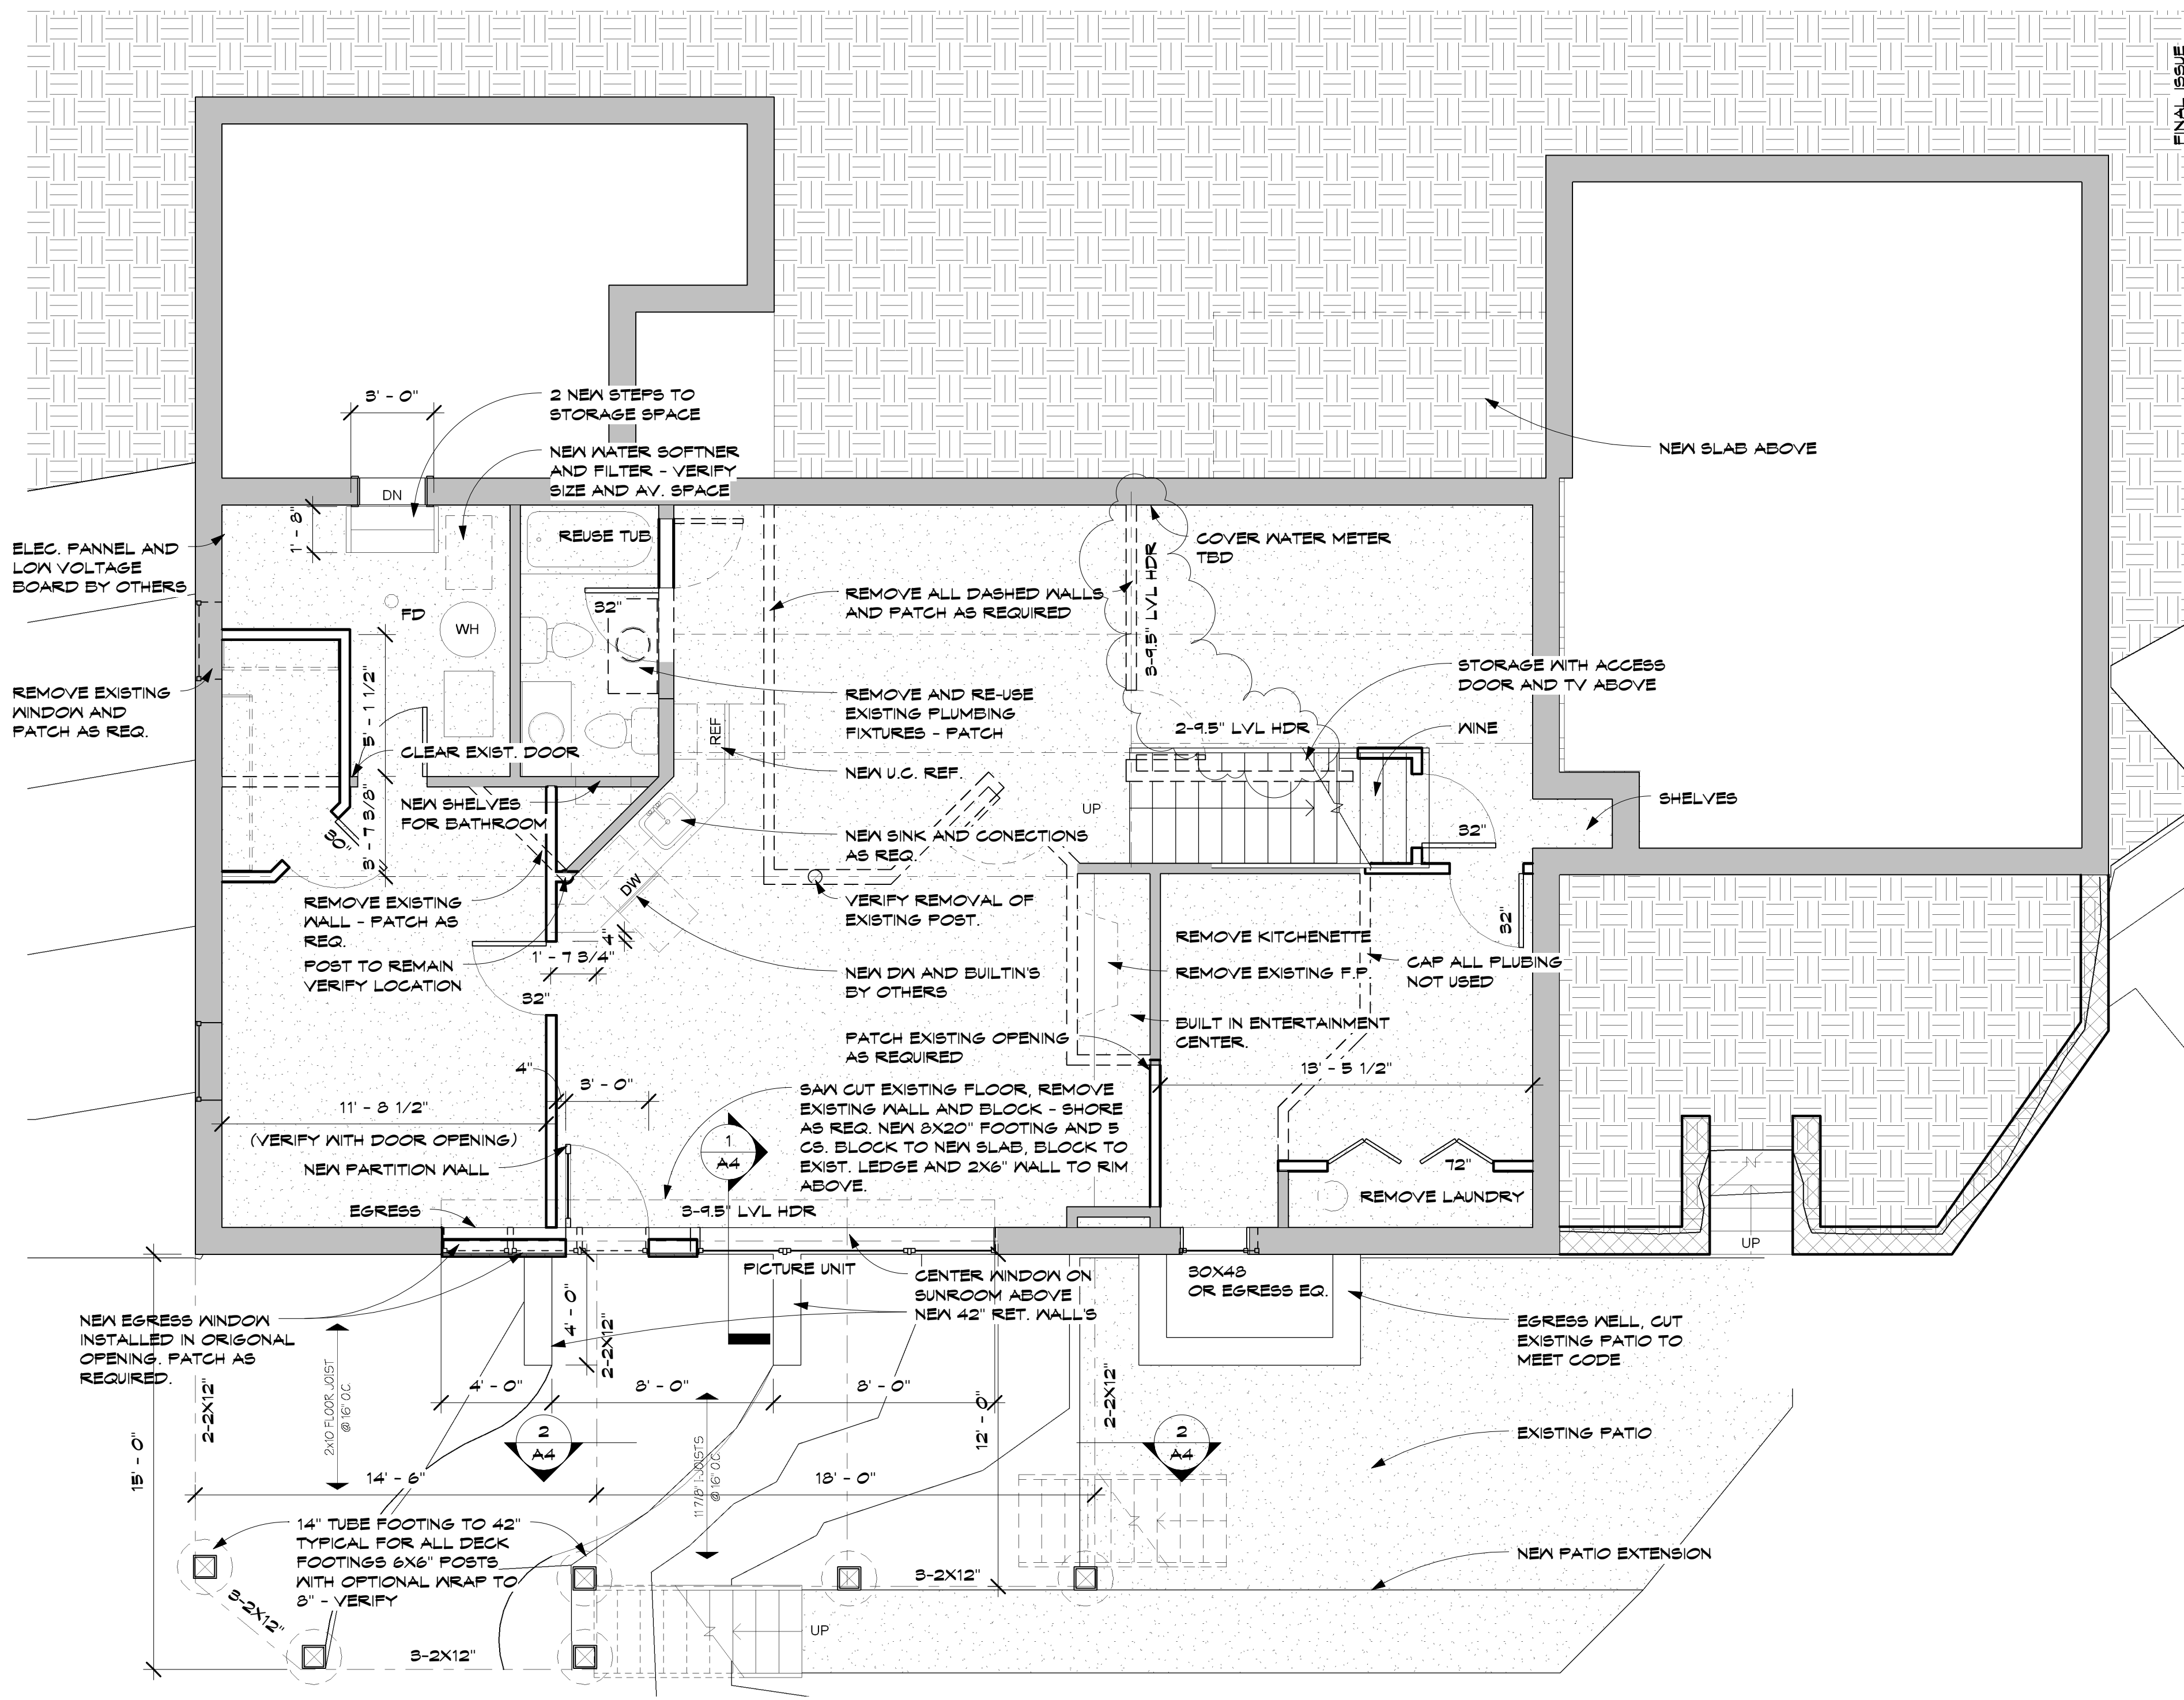 FINAL ISSUE
3' - 0"
2 NEW STEPS TO
STORAGE SPACE
NEW WATER SOFTNER
AND FILTER - VERIFY
SIZE AND AV. SPACE
NEW SLAB ABOVE
DN
1' - 8"
REUSE TUB
ELEC. PANNEL AND
LOW VOLTAGE
BOARD BY OTHERS
COVER WATER METER
TBD
3-9.5" LVL HDR
REMOVE ALL DASHED WALLS
AND PATCH AS REQUIRED
FD
32"
WH
REMOVE EXISTING
WINDOW AND
PATCH AS REQ.
5' - 1 1/2"
REMOVE AND RE-USE
EXISTING PLUMBING
FIXTURES - PATCH
STORAGE WITH ACCESS
DOOR AND TV ABOVE
REF
2-9.5" LVL HDR
WINE
CLEAR EXIST. DOOR
NEW U.C. REF.
NEW SHELVES
FOR BATHROOM
UP
SHELVES
3' - 7 3/8"
NEW SINK AND CONECTIONS
AS REQ.
32"
DW
REMOVE EXISTING
WALL - PATCH AS
REQ.
VERIFY REMOVAL OF
EXISTING POST.
32"
4"
1' - 7 3/4"
POST TO REMAIN
VERIFY LOCATION
REMOVE KITCHENETTE
REMOVE EXISTING F.P.
CAP ALL PLUBING
NOT USED
NEW DW AND BUILTIN'S
BY OTHERS
32"
BUILT IN ENTERTAINMENT
CENTER.
PATCH EXISTING OPENING
AS REQUIRED
4"
3' - 0"
13' - 5 1/2"
11' - 8 1/2"
SAW CUT EXISTING FLOOR, REMOVE
EXISTING WALL AND BLOCK - SHORE
AS REQ. NEW 8X20" FOOTING AND 5
CS. BLOCK TO NEW SLAB, BLOCK TO
EXIST. LEDGE AND 2X6" WALL TO RIM
ABOVE.
(VERIFY WITH DOOR OPENING)
1
A4
NEW PARTITION WALL
72"
REMOVE LAUNDRY
EGRESS
3-9.5" LVL HDR
UP
PICTURE UNIT
CENTER WINDOW ON
SUNROOM ABOVE
NEW 42" RET. WALL'S
30X48
OR EGRESS EQ.
NEW EGRESS WINDOW
INSTALLED IN ORIGONAL
OPENING. PATCH AS
REQUIRED.
EGRESS WELL, CUT
EXISTING PATIO TO
MEET CODE
4' - 0"
2-2X12"
2-2X12"
2x10 FLOOR JOIST
@ 16" O.C.
4' - 0"
8' - 0"
8' - 0"
12' - 0"
2-2X12"
15' - 0"
2
A4
2
A4
EXISTING PATIO
11 7/8" I-JOISTS
@ 16" O.C.
14' - 6"
18' - 0"
14" TUBE FOOTING TO 42"
TYPICAL FOR ALL DECK
FOOTINGS 6X6" POSTS
WITH OPTIONAL WRAP TO
8" - VERIFY
NEW PATIO EXTENSION
3-2X12"
3-2X12"
UP
3-2X12"